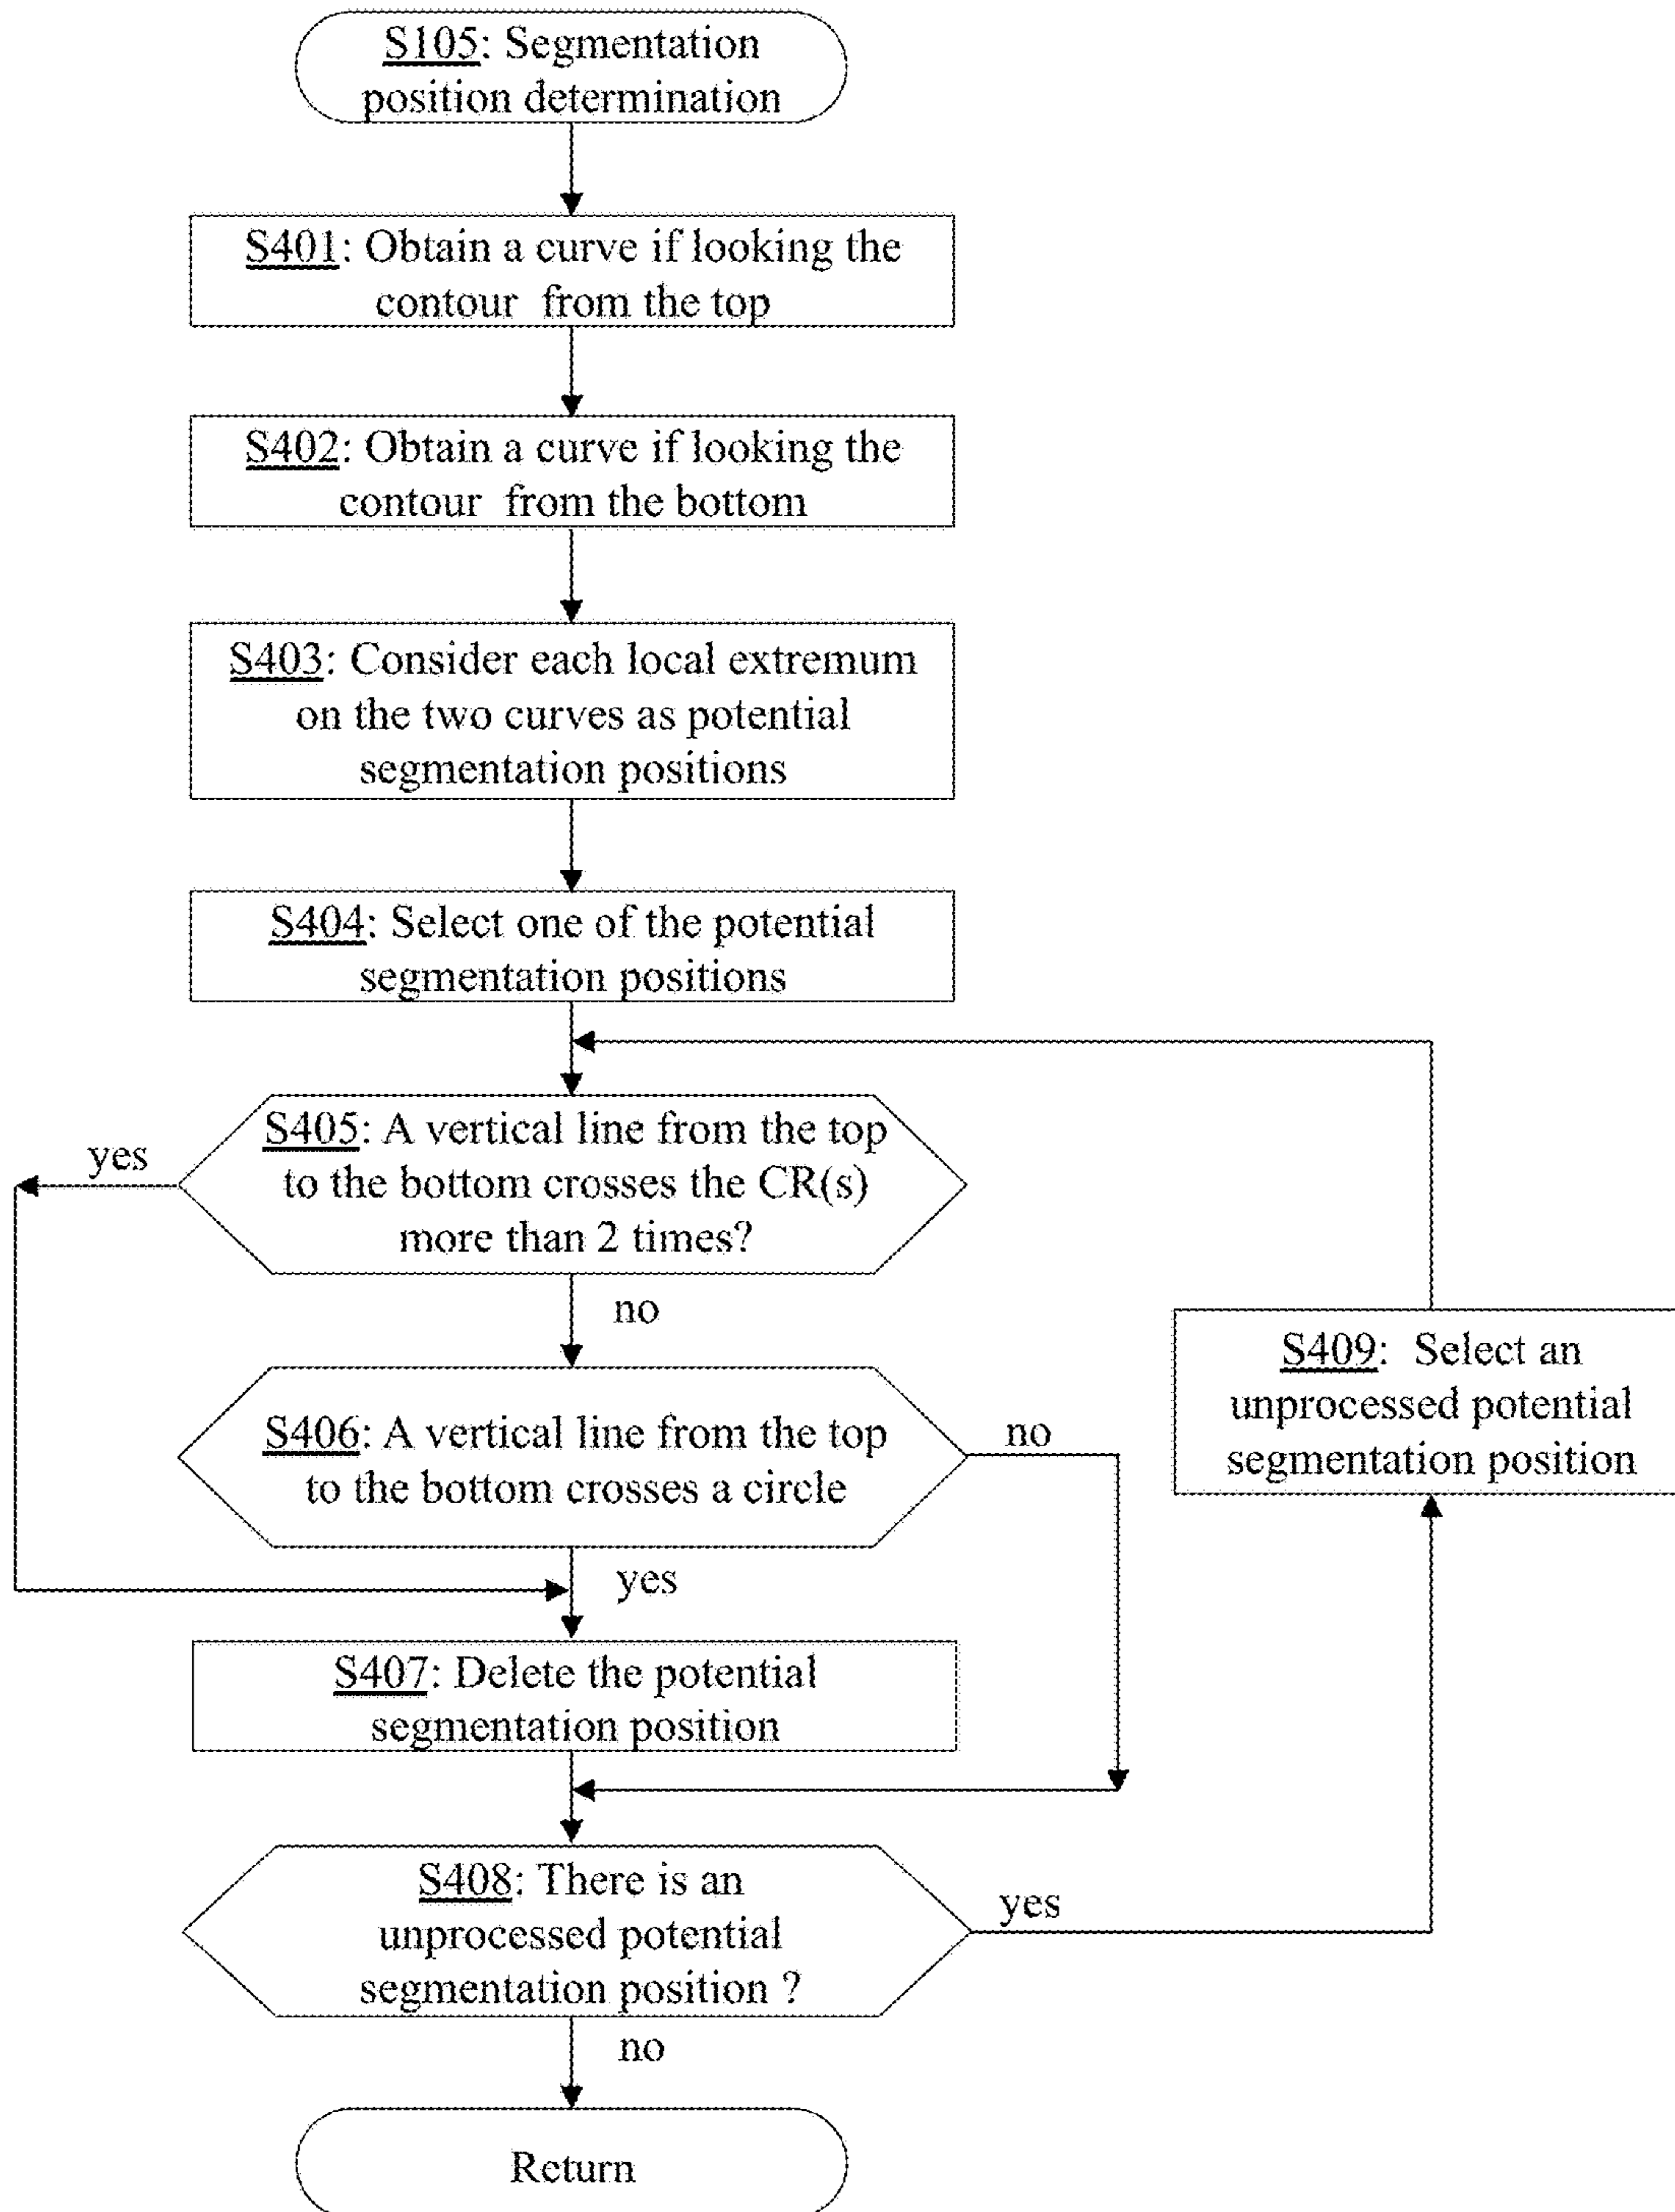 S105: Segmentation
position determination
S401: Obtain a curve if looking the
contour from the top
S402: Obtain a curve if looking the
contour from the bottom
S403: Consider each local extremum
on the two curves as potential
segmentation positions
S404: Select one of the potential
segmentation positions
S405: A vertical line from the top
to the bottom crosses the CR(s)
more than 2 times?
yes
no
S406: A vertical line from the top
to the bottom crosses a circle
no
yes
S407: Delete the potential
segmentation position
S408: There is an
unprocessed potential
segmentation position ?
yes
no
S409: Select an
unprocessed potential
segmentation position
Return